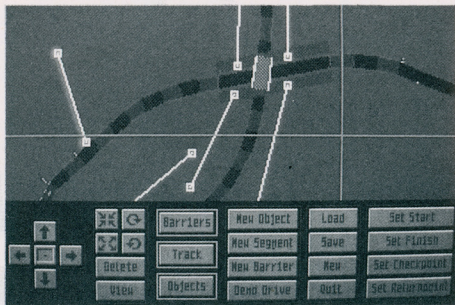 Barriers
New Object
Load
Set Start
Track
New Segment
Save
Set Finish
Delete
New Barrier
New
Set Checkpoint
View
Objects
Demo Drive
Quit
Set Returnpoint